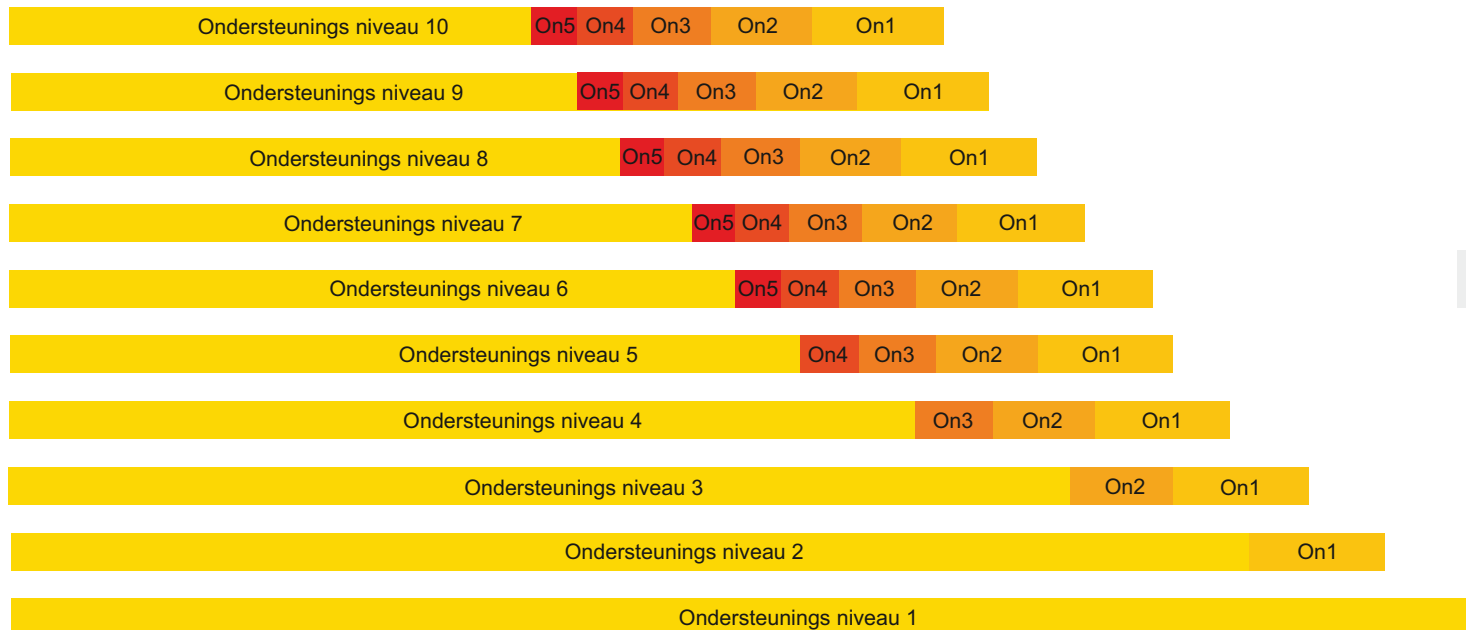 Ondersteunings niveau 10 On5 On4 On3 On2 On1
Ondersteunings niveau 9 On5 On4 On3 On2 On1
Ondersteunings niveau 8 On5 On4 On3 On2 On1
Ondersteunings niveau 7 On5 On4 On3 On2 On1
Ondersteunings niveau 6 On5 On4 On3 On2 On1
Ondersteunings niveau 5 On4 On3 On2 On1
Ondersteunings niveau 4 On3 On2 On1
Ondersteunings niveau 3 On2 On1
Ondersteunings niveau 2 On1
Ondersteunings niveau 1